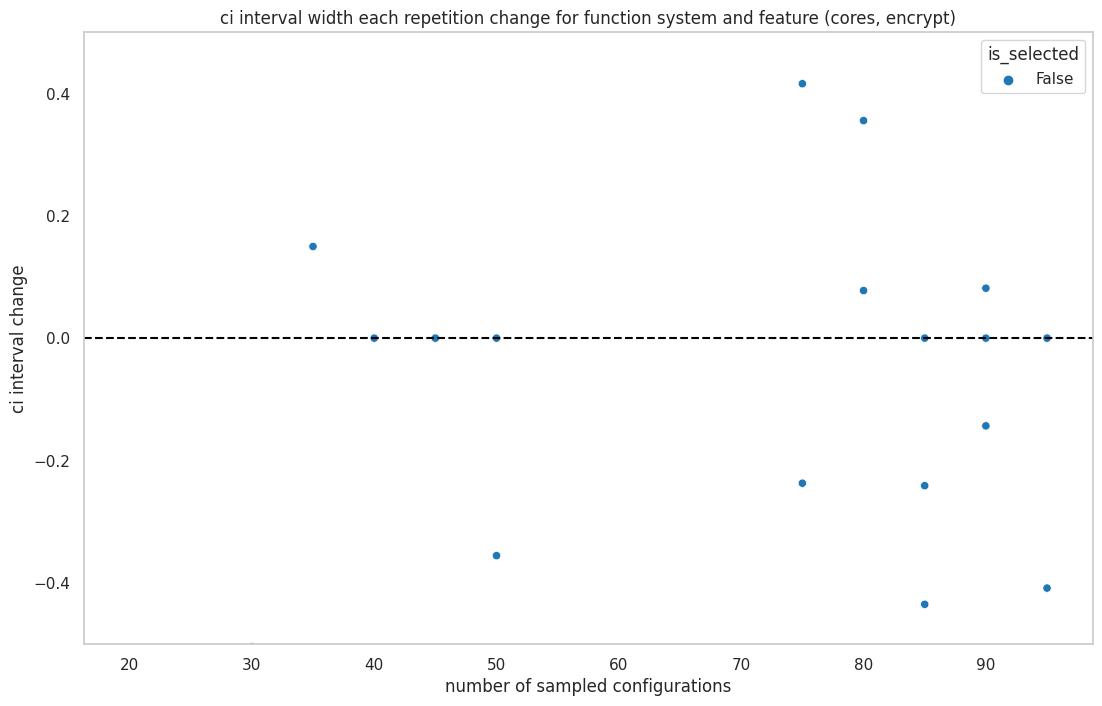 ci interval width each repetition change for function system and feature (cores, encrypt)
is_selected
False
0.4
0.2
0.0
−0.2
−0.4
ci interval change
20 30 40 50 60 70 80 90
number of sampled configurations